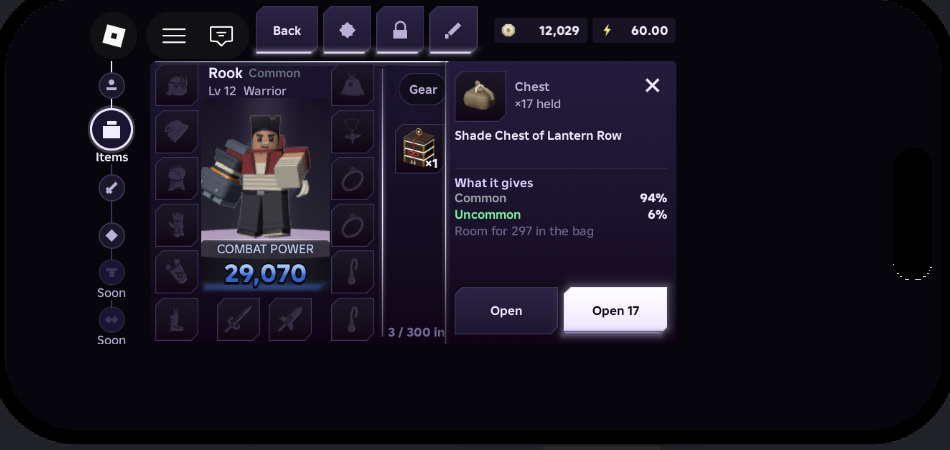 Back
12,029
60.00
Items
Soon
Soon
Rook Common
Lv 12 Warrior
COMBAT POWER
29,070
Gear
×1
3 / 300 in
Chest
×17 held
Shade Chest of Lantern Row
What it gives
Common 94%
Uncommon 6%
Room for 297 in the bag
Open
Open 17